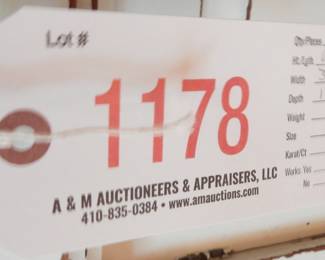 Lot #
1178
A & M AUCTIONEERS & APPRAISERS, LLC
410-835-0384 • www.amauctions.com
Qty/Pieces
Ht./Lgth.
Width
Depth
Weight
Size
Karat/Ct
Works Yes
No